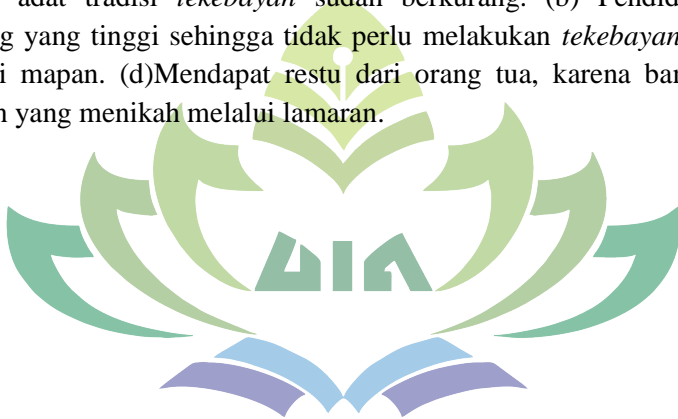 adat tradisi tekebayan sudah berkurang. (b) Pendid
g yang tinggi sehingga tidak perlu melakukan tekebayan
i mapan. (d)Mendapat restu dari orang tua, karena ban
n yang menikah melalui lamaran.
UIN